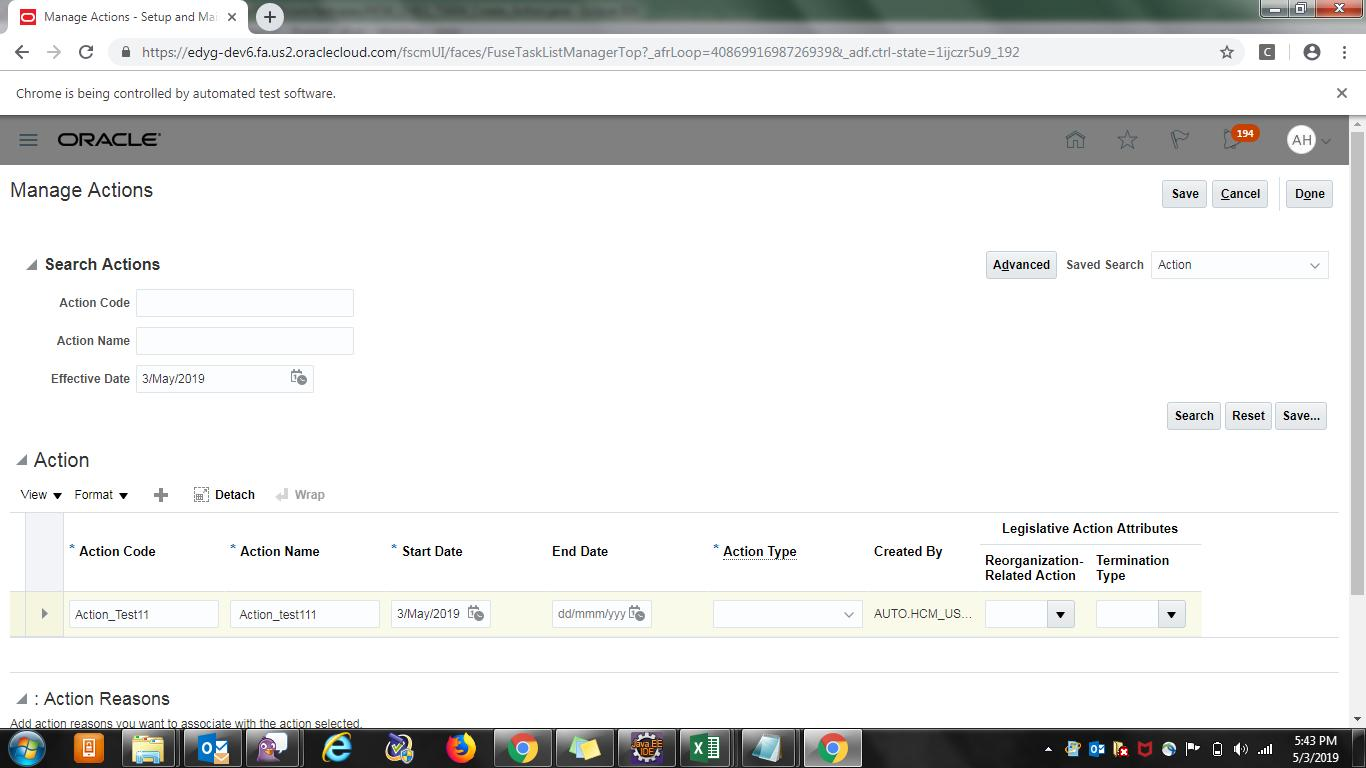 Manage Actions - Setup and Mai
https://edyg-dev6.fa.us2.oraclecloud.com/fscmUI/faces/FuseTaskListManagerTop?_afrLoop=40869916987269398&_adf.ctrl-state=1ijczr5u9_192
C
Chrome is being controlled by automated test software.
ORACLE
194
AH
Manage Actions
Save
Cancel
Done
Search Actions
Advanced
Saved Search
Action
Action Code
Action Name
Effective Date 3/May/2019
Search
Reset
Save...
Action
View
Format
Detach
Wrap
Legislative Action Attributes
* Action Code
* Action Name
* Start Date
End Date
* Action Type
Created By
Reorganization-
Related Action
Termination
Type
Action_Test11
Action_test111
3/May/2019
dd/mmm/yyy
AUTO.HCM_US...
: Action Reasons
Add action reasons you want to associate with the action selected.
Java EE
IDE
5:43 PM
5/3/2019